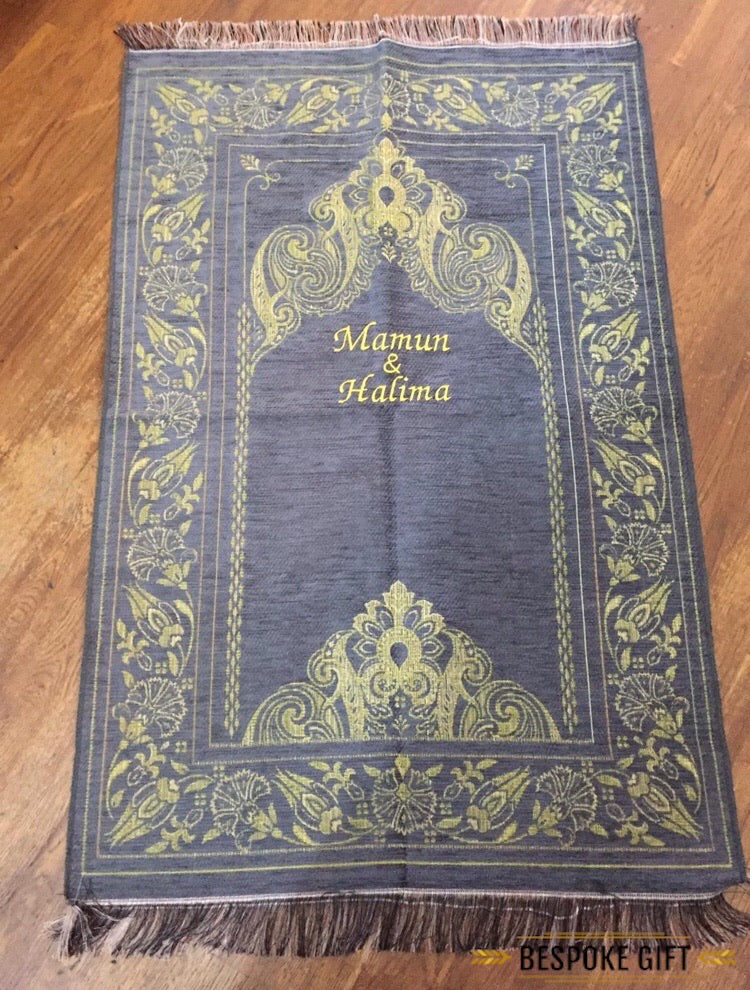 Mamun
&
Halima
BESPOKE GIFT